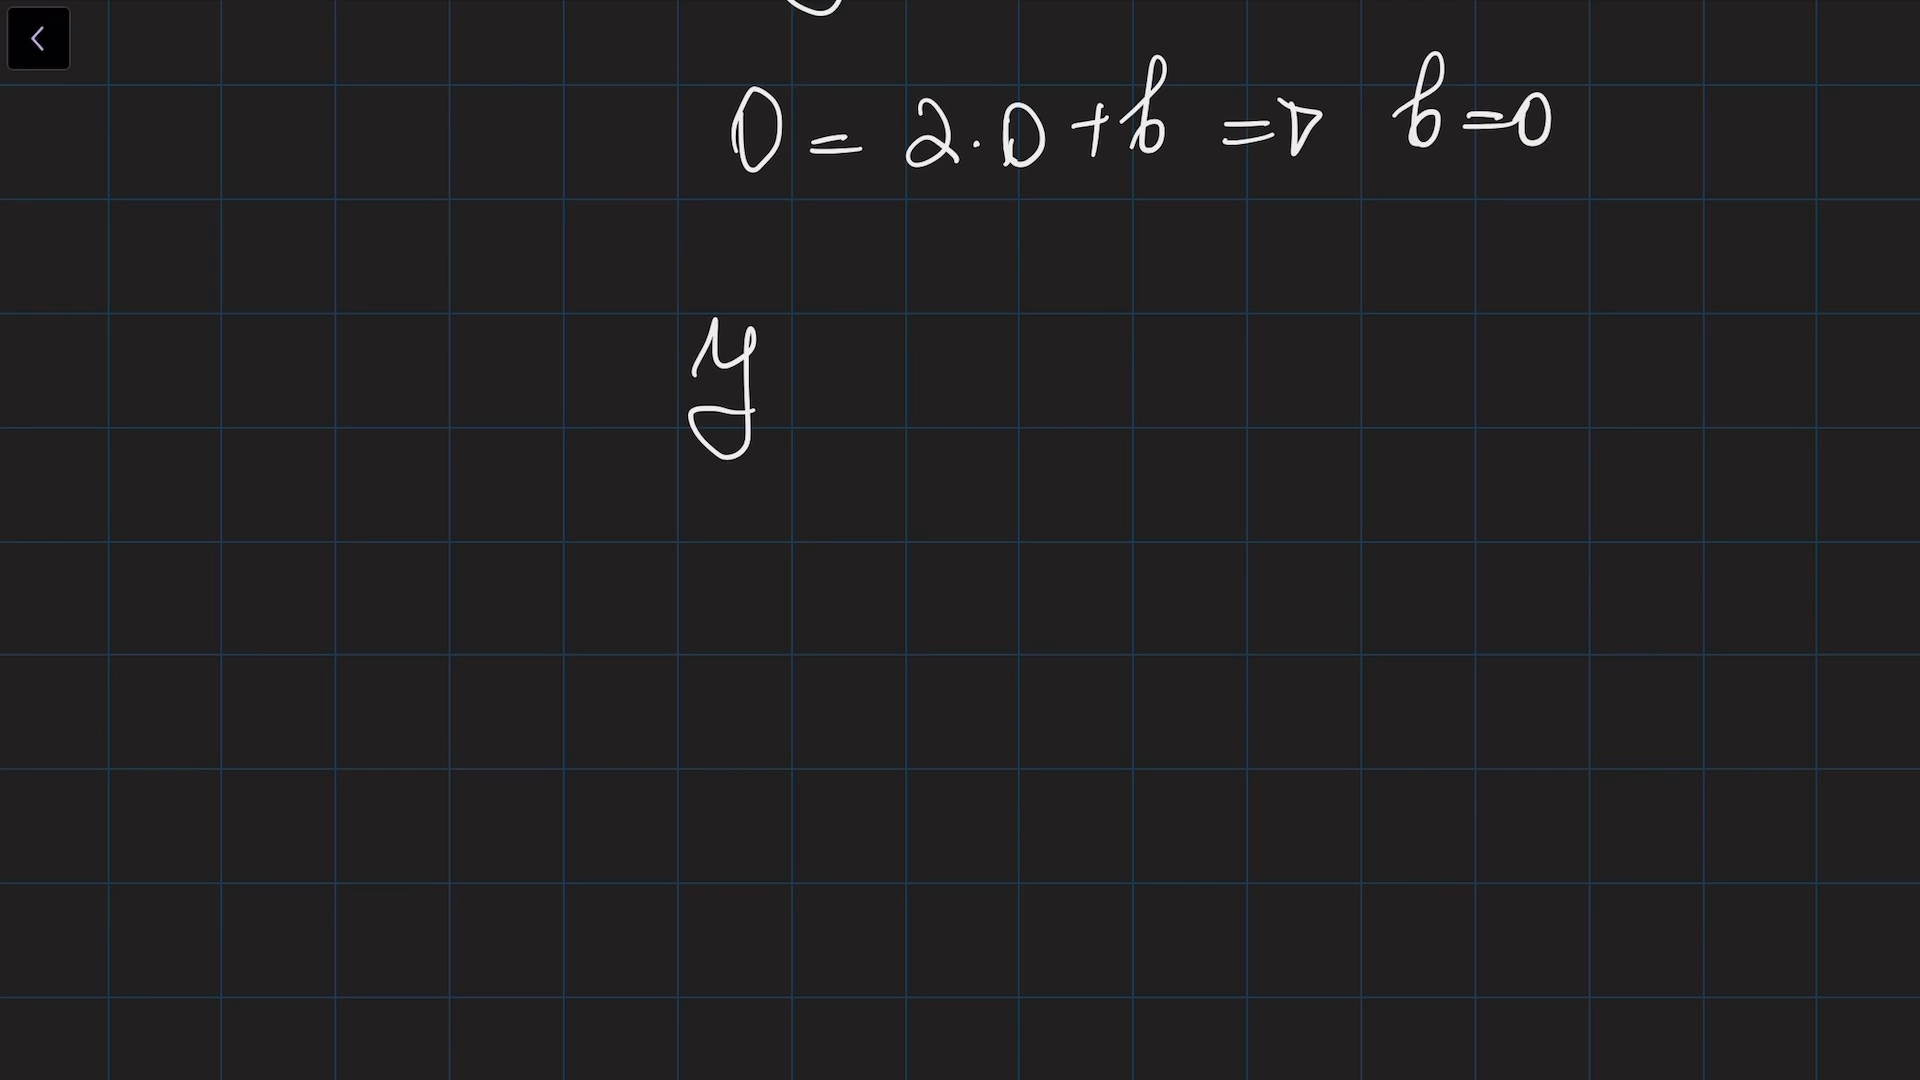 0 = 2·0 + b => b = 0
y